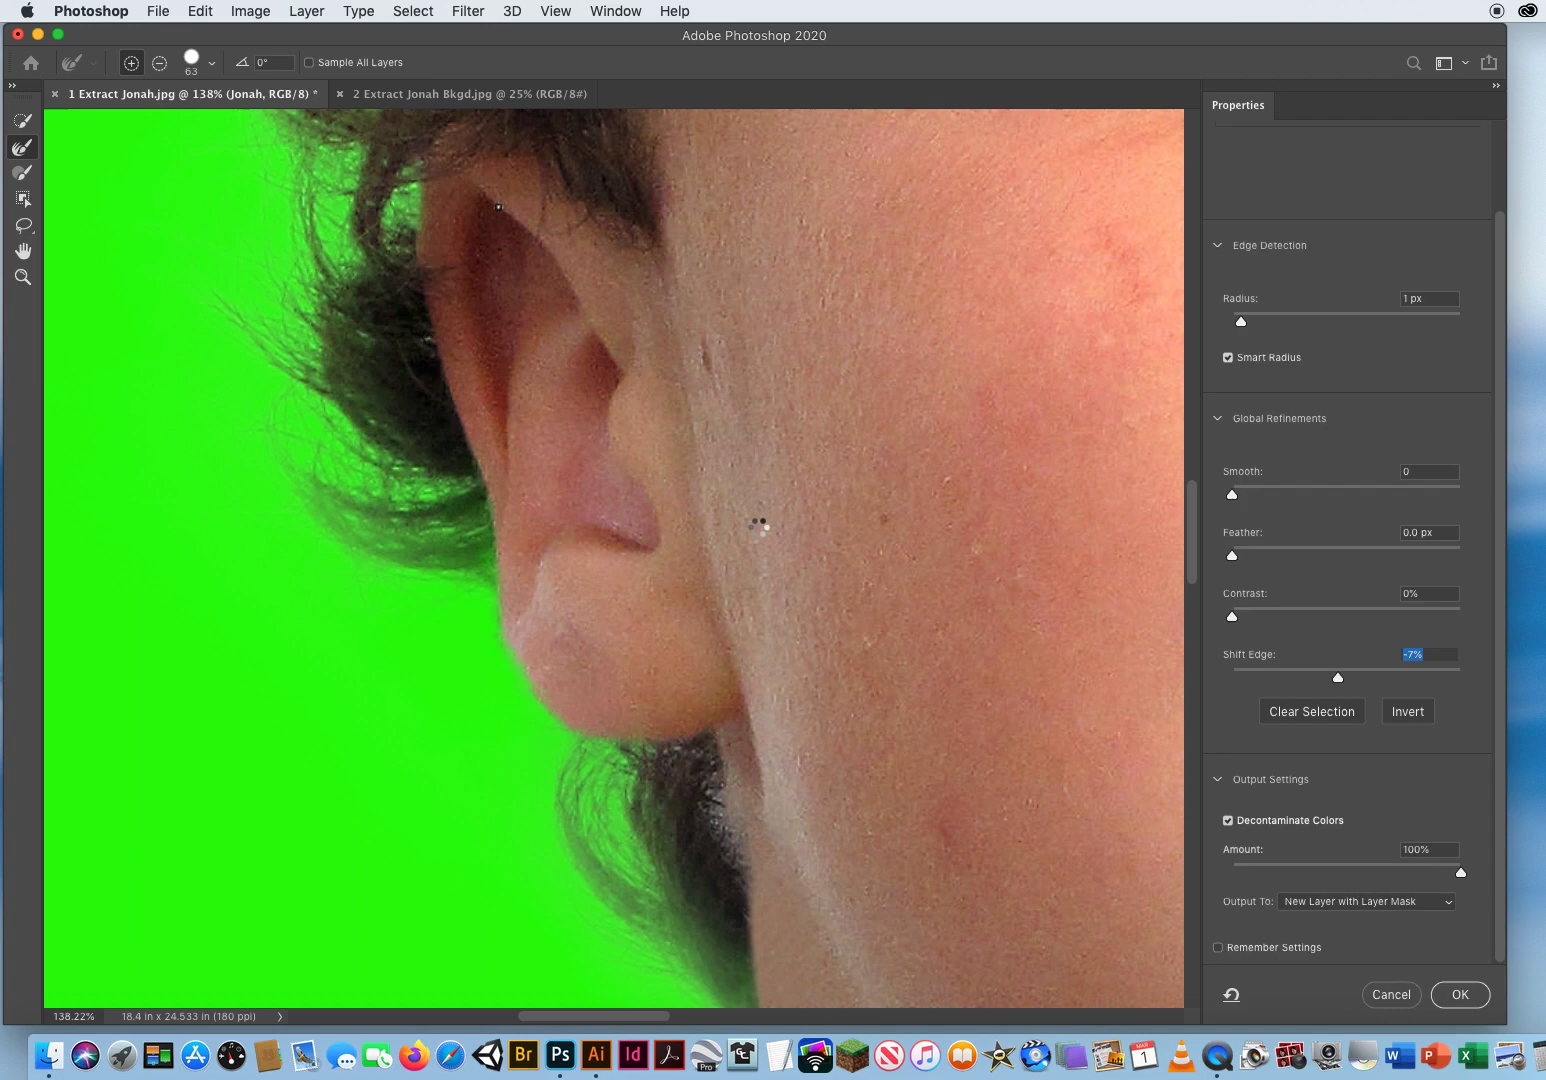 Photoshop File Edit Image Layer Type Select Filter 3D View Window Help
Adobe Photoshop 2020
63 0° Sample All Layers
× 1 Extract Jonah.jpg @ 138% (Jonah, RGB/8) * × 2 Extract Jonah Bkgd.jpg @ 25% (RGB/8#)
Properties
Edge Detection
Radius: 1 px
Smart Radius
Global Refinements
Smooth: 0
Feather: 0.0 px
Contrast: 0%
Shift Edge: -7%
Clear Selection Invert
Output Settings
Decontaminate Colors
Amount: 100%
Output To: New Layer with Layer Mask
Remember Settings
Cancel OK
138.22% 18.4 in x 24.533 in (180 ppi)
Br Ps Ai Id Pro MAR 1 W P X